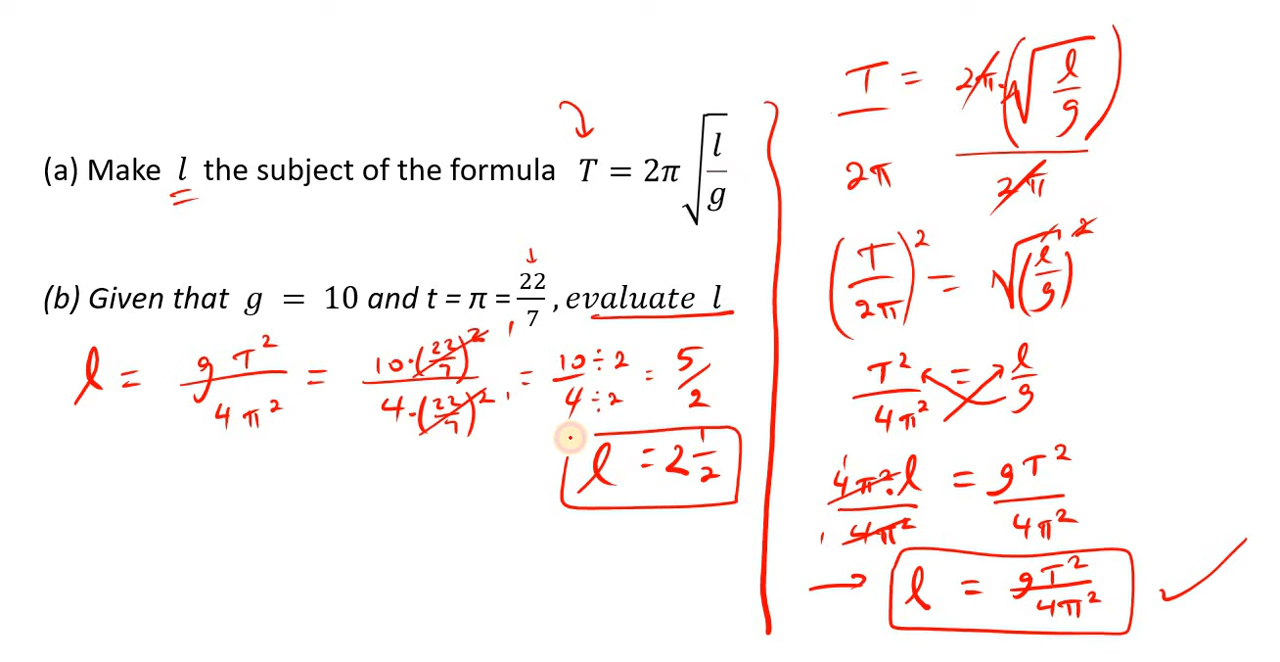 (a) Make l the subject of the formula T = 2π √(l/g)
(b) Given that g = 10 and t = π = 22/7, evaluate l
l = gT²/4π² = 10·(22/7)²/4·(22/7)² = 10÷2/4÷2 = 5/2
l = 2 1/2
T/2π = 2π·(√(l/g))/2π
(T/2π)² = √(l/g)²
T²/4π² = l/g
4π²·l/4π² = gT²/4π²
→ l = gT²/4π² ✓